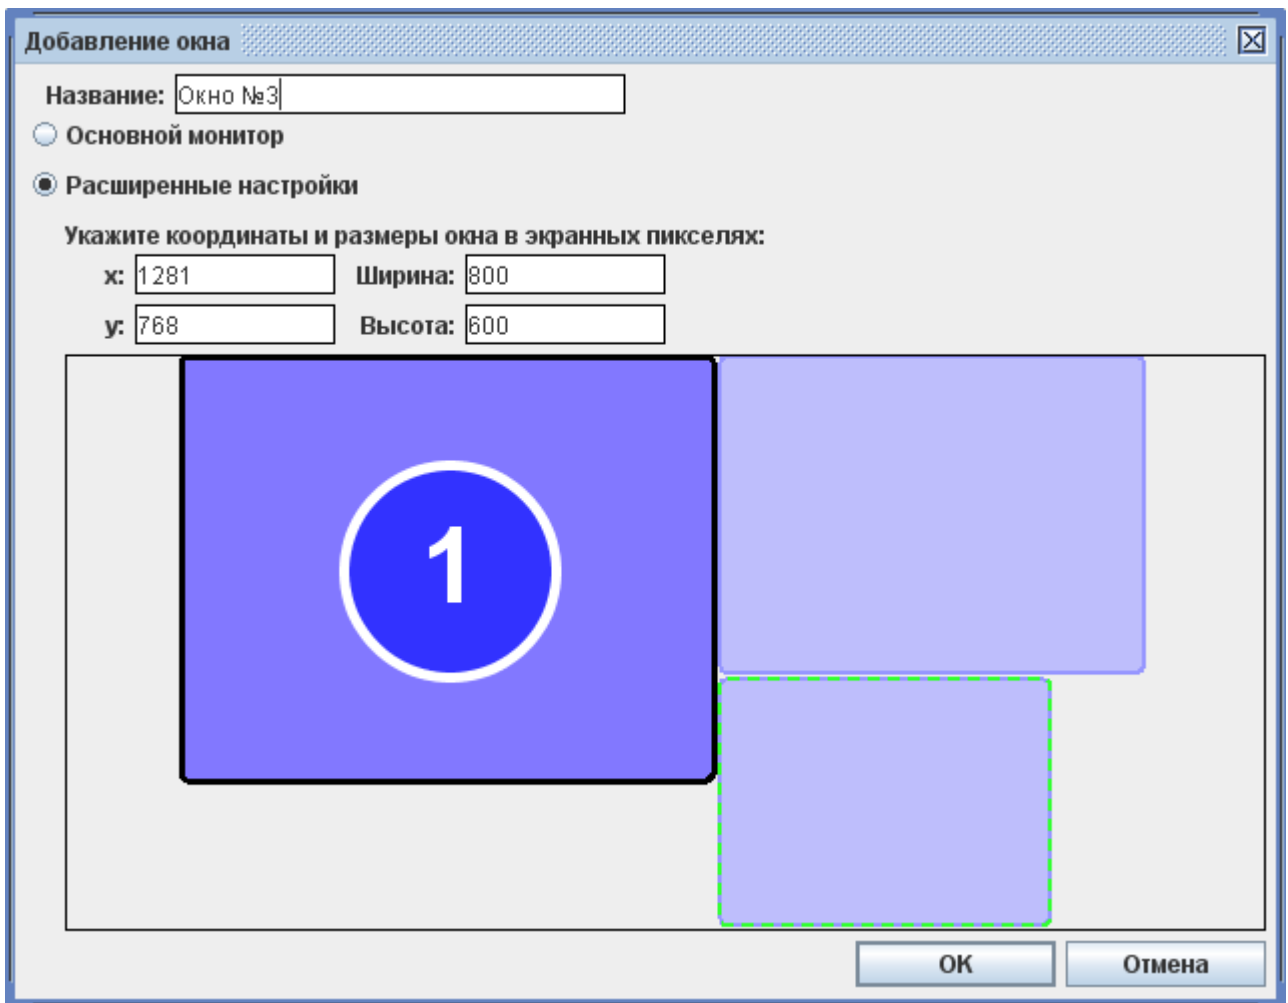 Добавление окна
Название: Окно №3
Основной монитор
Расширенные настройки
Укажите координаты и размеры окна в экранных пикселях:
x: 1281 Ширина: 800
y: 768 Высота: 600
1
OK Отмена